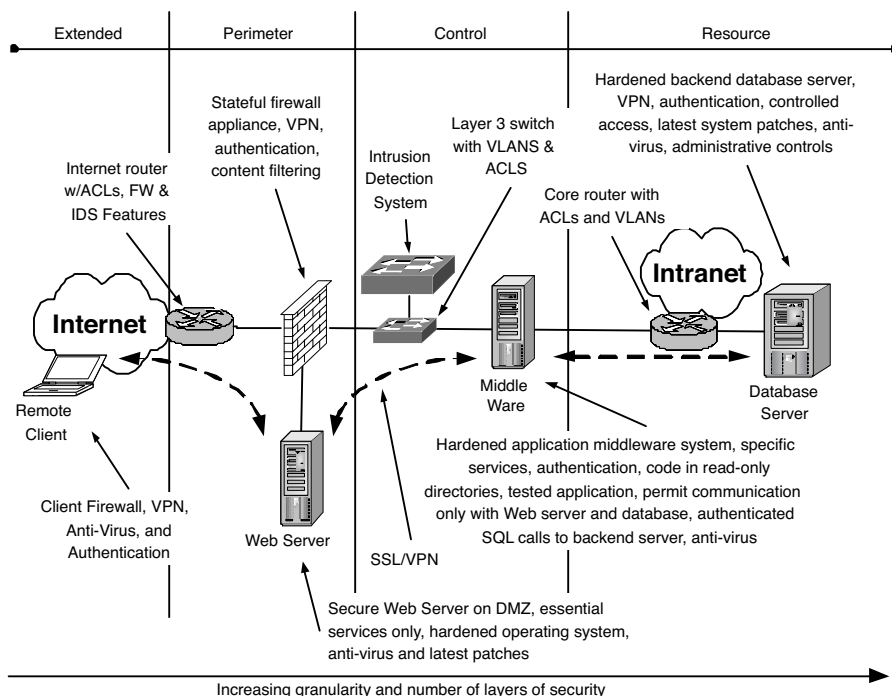 Extended
Perimeter
Control
Resource
Hardened backend database server,
VPN, authentication, controlled
access, latest system patches, anti-
virus, administrative controls
Stateful firewall
appliance, VPN,
authentication,
content filtering
Layer 3 switch
with VLANS &
ACLS
Intrusion
Detection
System
Internet router
w/ACLs, FW &
IDS Features
Core router with
ACLs and VLANs
Internet
Intranet
Remote
Client
Middle
Ware
Database
Server
Hardened application middleware system, specific
services, authentication, code in read-only
directories, tested application, permit communication
only with Web server and database, authenticated
SQL calls to backend server, anti-virus
Client Firewall, VPN,
Anti-Virus, and
Authentication
Web Server
SSL/VPN
Secure Web Server on DMZ, essential
services only, hardened operating system,
anti-virus and latest patches
Increasing granularity and number of layers of security